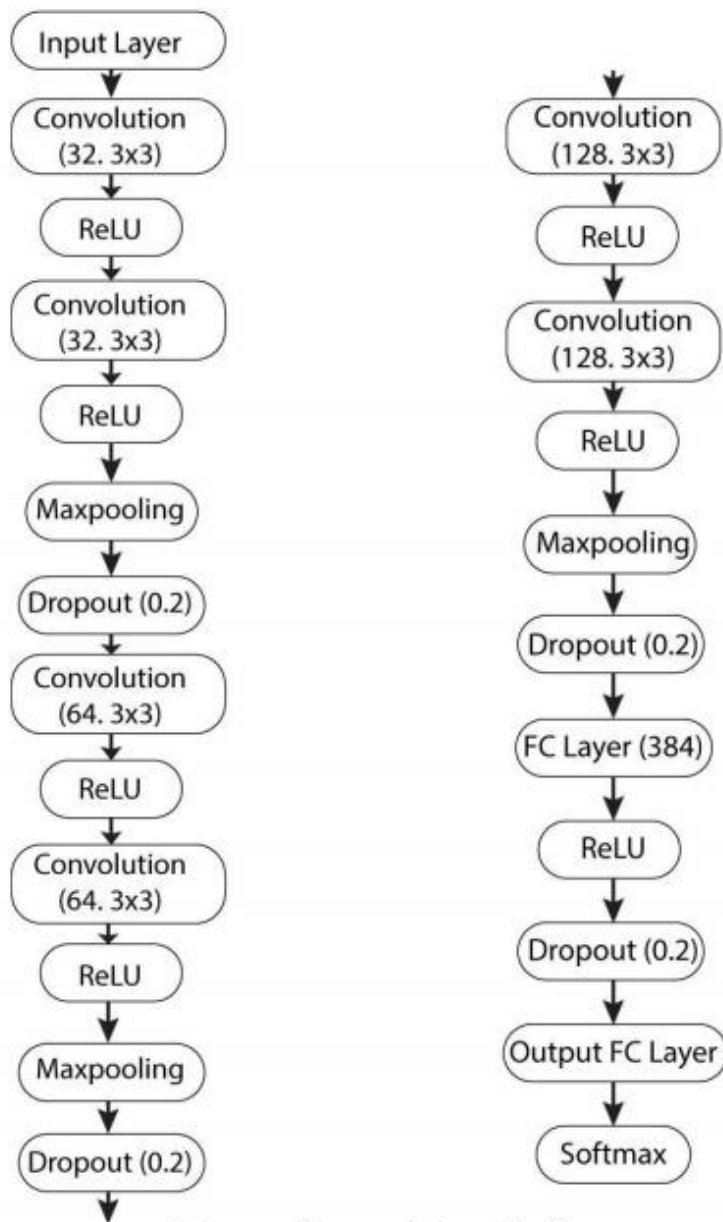 Input Layer
Convolution
(32. 3x3)
ReLU
Convolution
(32. 3x3)
ReLU
Maxpooling
Dropout (0.2)
Convolution
(64. 3x3)
ReLU
Convolution
(64. 3x3)
ReLU
Maxpooling
Dropout (0.2)
Convolution
(128. 3x3)
ReLU
Convolution
(128. 3x3)
ReLU
Maxpooling
Dropout (0.2)
FC Layer (384)
ReLU
Dropout (0.2)
Output FC Layer
Softmax